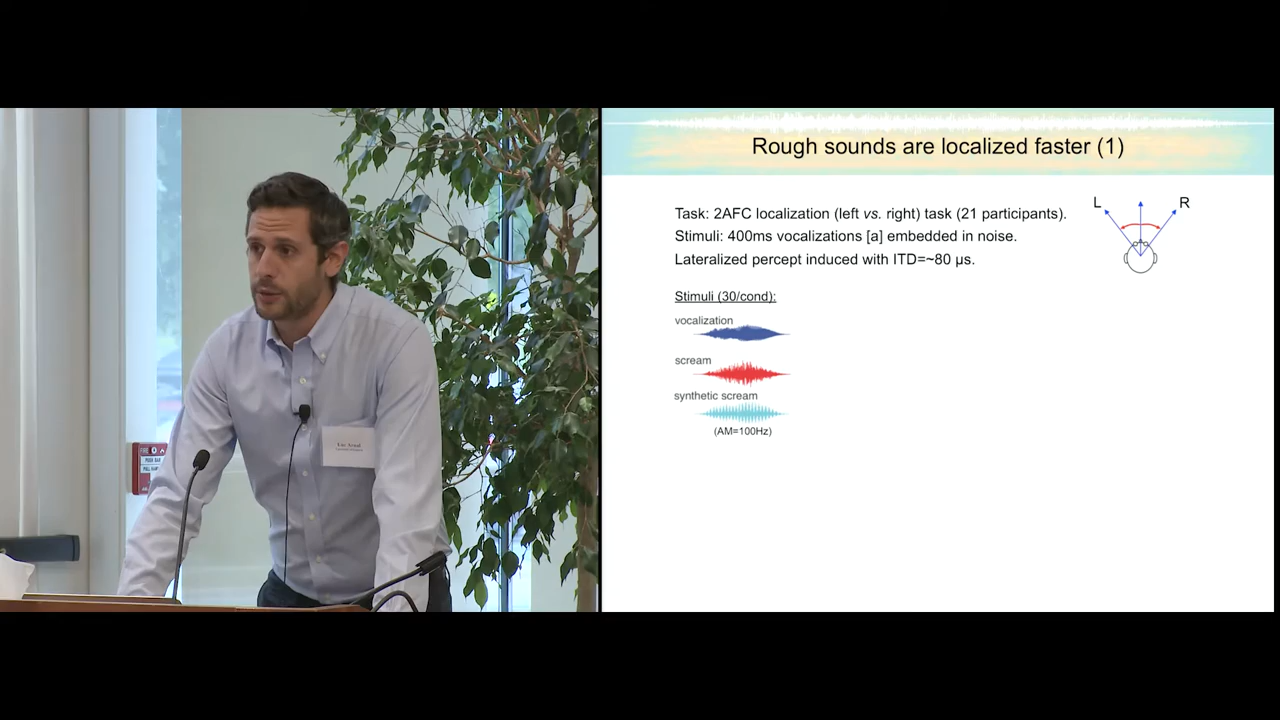 Rough sounds are localized faster (1)
Task: 2AFC localization (left vs. right) task (21 participants).
Stimuli: 400ms vocalizations [a] embedded in noise.
Lateralized percept induced with ITD=~80 µs.
L
R
Stimuli (30/cond):
vocalization
scream
synthetic scream
(AM=100Hz)
FIRE